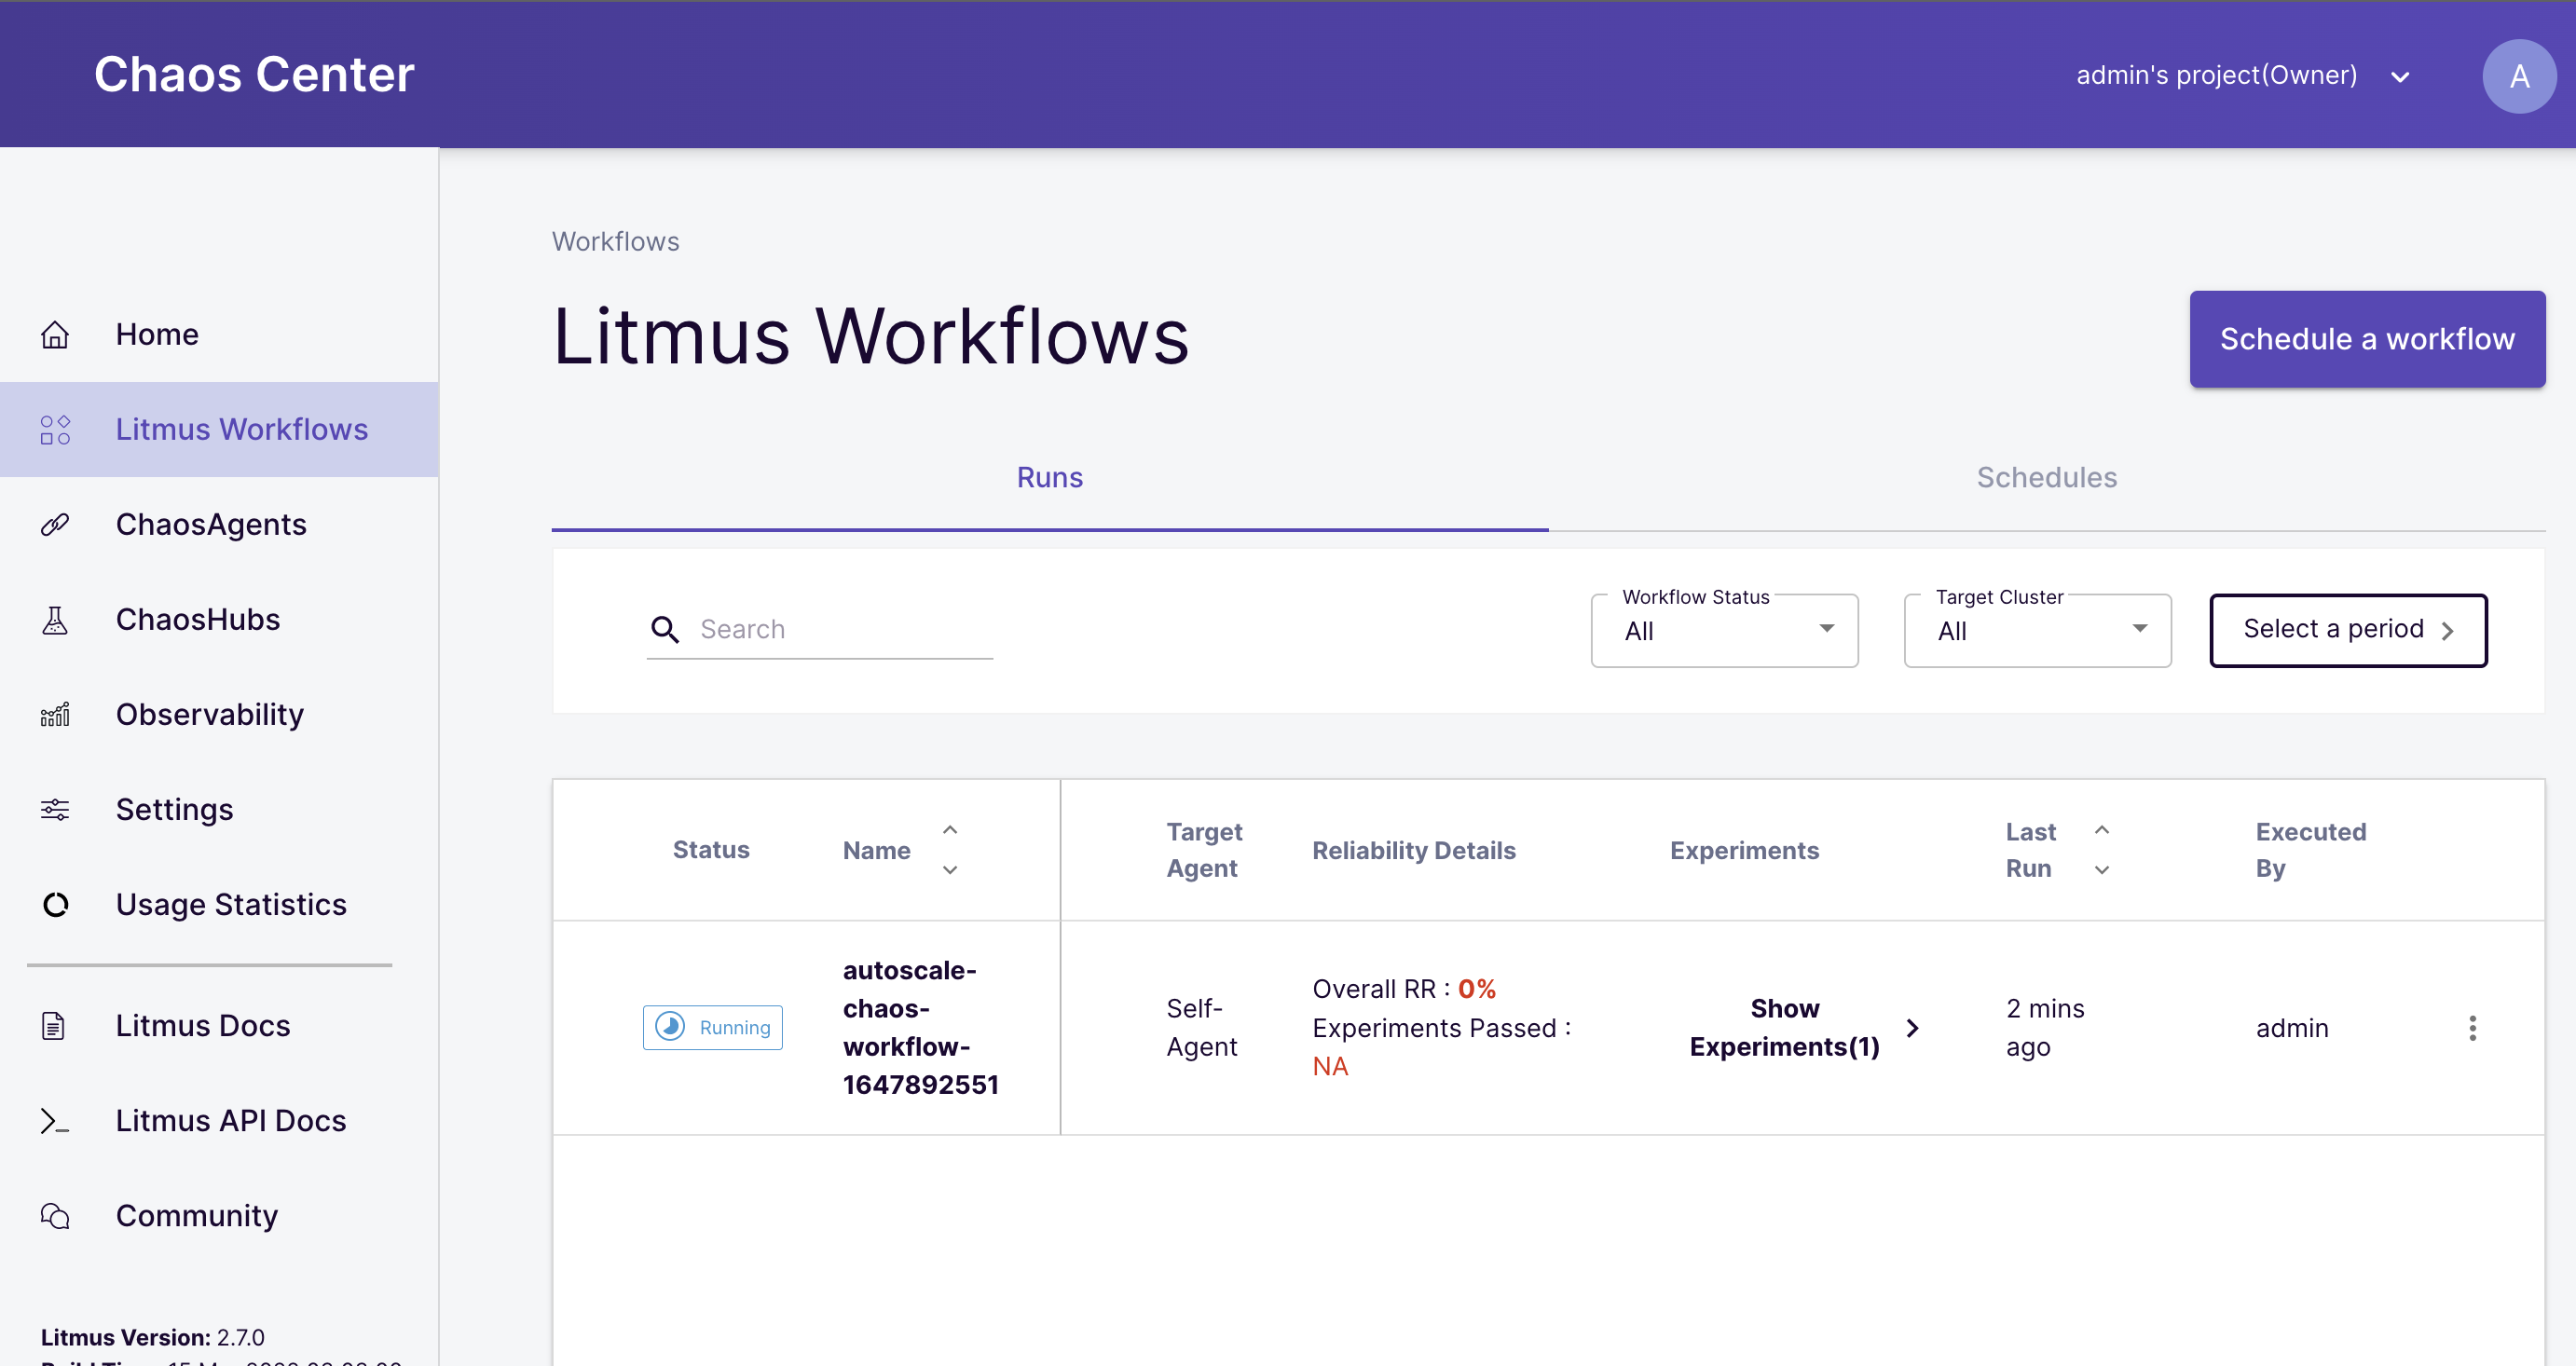 Chaos Center
admin's project(Owner)
A
Home
Litmus Workflows
ChaosAgents
ChaosHubs
Observability
Settings
Usage Statistics
Litmus Docs
Litmus API Docs
Community
Litmus Version: 2.7.0
Workflows
Litmus Workflows
Schedule a workflow
Runs
Schedules
Search
Workflow Status
All
Target Cluster
All
Select a period
Status
Name
Target
Agent
Reliability Details
Experiments
Last
Run
Executed
By
Running
autoscale-
chaos-
workflow-
1647892551
Self-
Agent
Overall RR : 0%
Experiments Passed :
NA
Show
Experiments(1)
2 mins
ago
admin